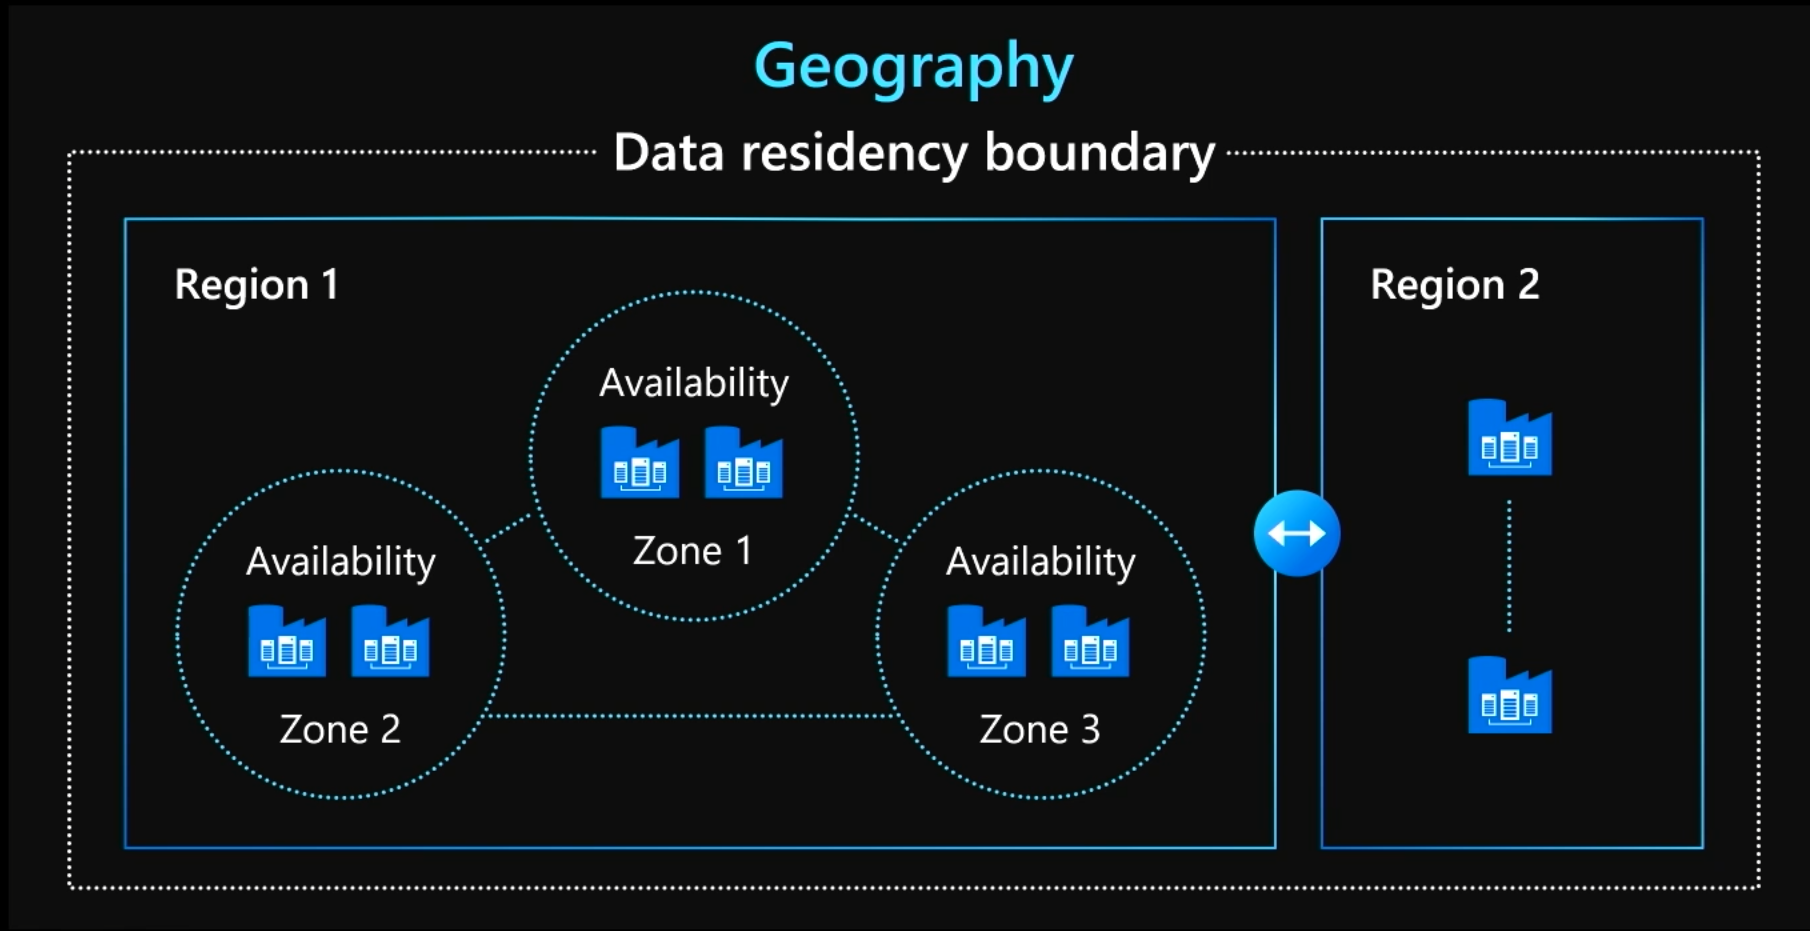 Geography
Data residency boundary
Region 1
Region 2
Availability
Zone 1
Availability
Zone 2
Availability
Zone 3